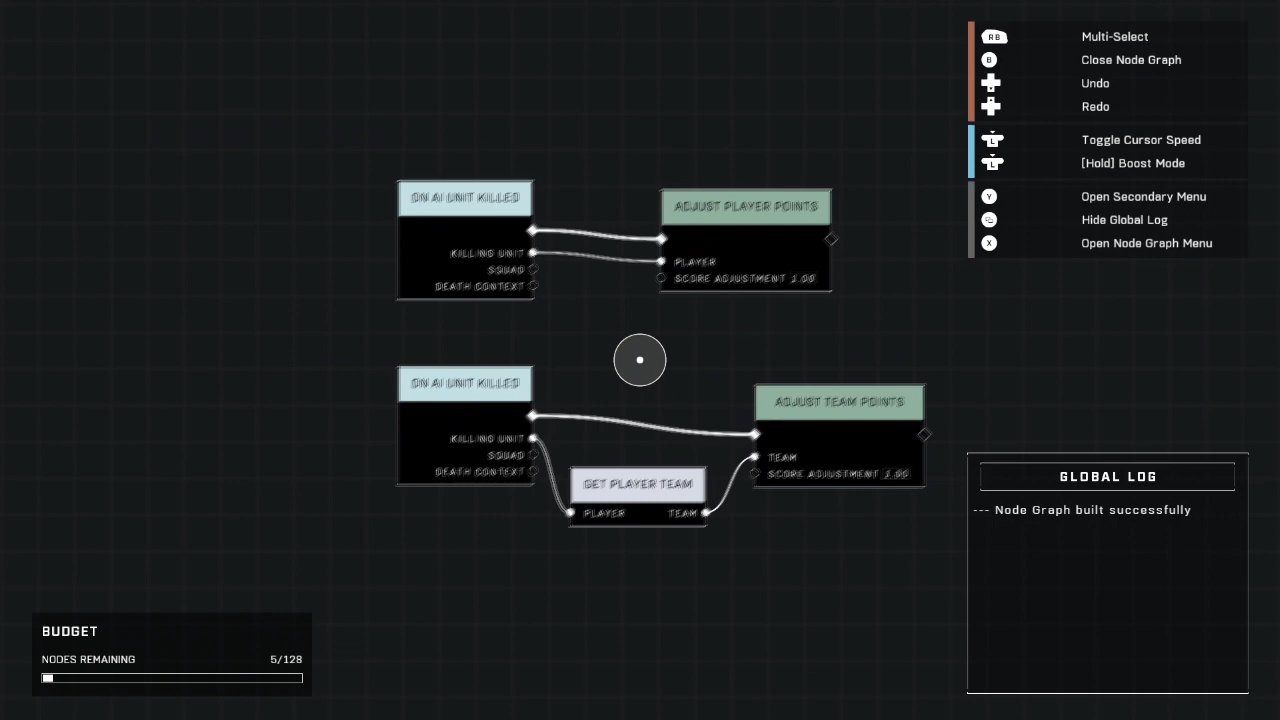 RB Multi-Select
B Close Node Graph
Undo
Redo
L Toggle Cursor Speed
L [Hold] Boost Mode
Y Open Secondary Menu
Hide Global Log
X Open Node Graph Menu
ON AI UNIT KILLED
KILLING UNIT
SQUAD
DEATH CONTEXT
ADJUST PLAYER POINTS
PLAYER
SCORE ADJUSTMENT 1.00
ON AI UNIT KILLED
KILLING UNIT
SQUAD
DEATH CONTEXT
GET PLAYER TEAM
PLAYER TEAM
ADJUST TEAM POINTS
TEAM
SCORE ADJUSTMENT 1.00
GLOBAL LOG
--- Node Graph built successfully
BUDGET
NODES REMAINING 5/128